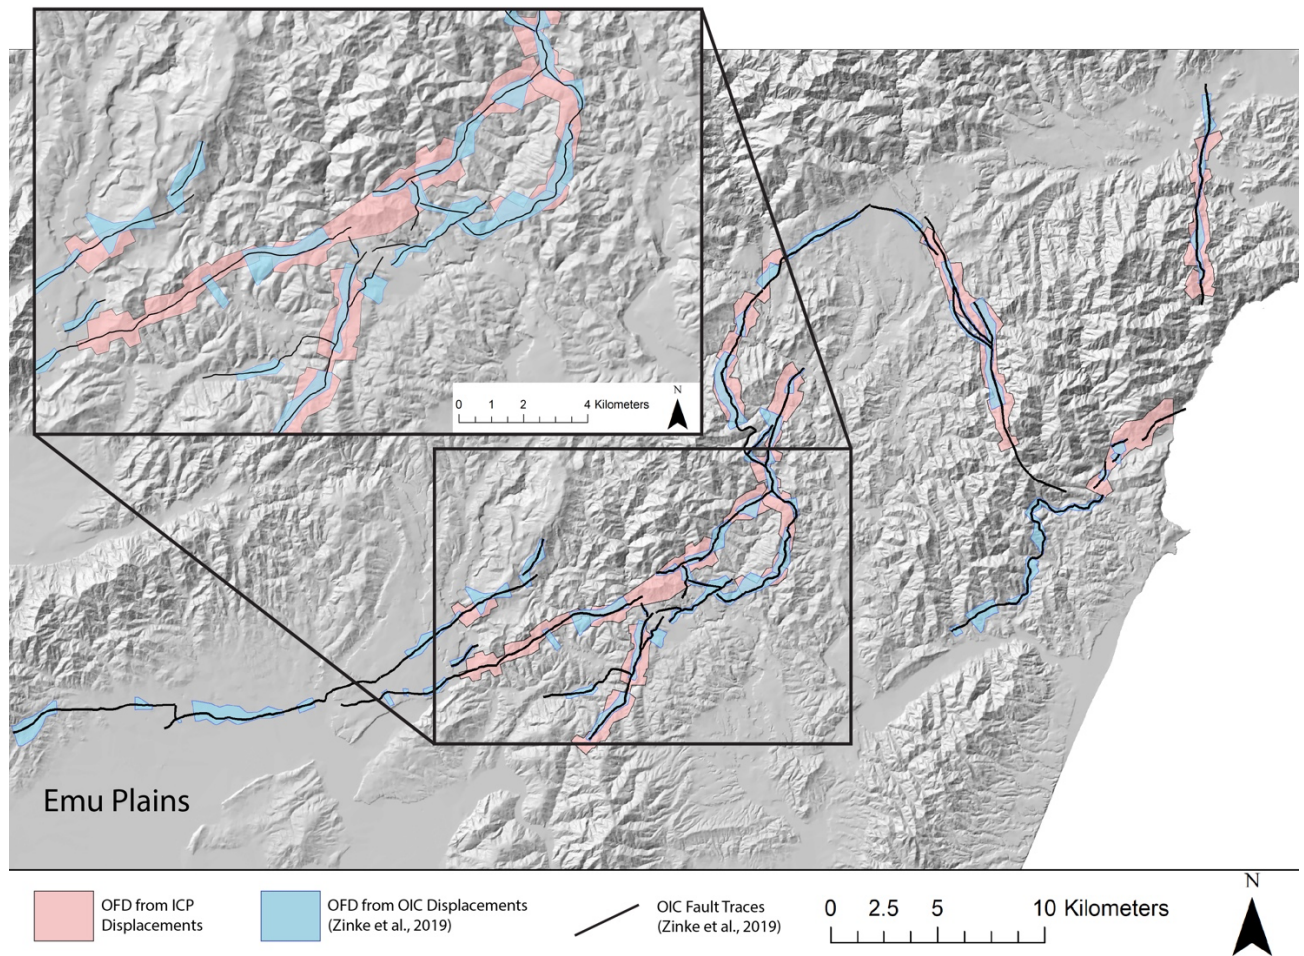 N
0 1 2 4 Kilometers
Emu Plains
OFD from ICP
Displacements
OFD from OIC Displacements
(Zinke et al., 2019)
OIC Fault Traces
(Zinke et al., 2019)
0 2.5 5 10 Kilometers
N